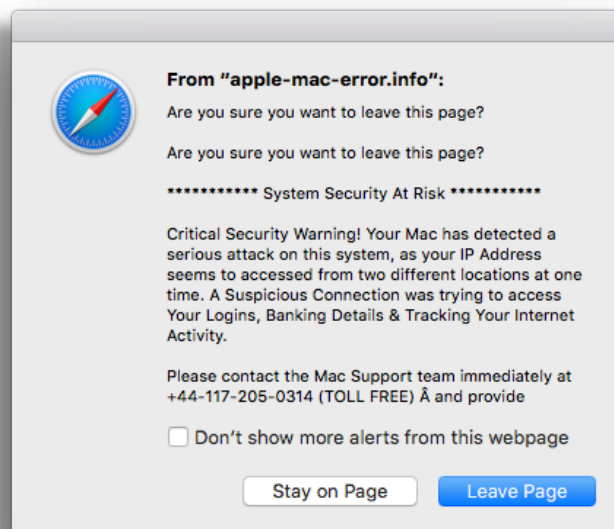 From “apple-mac-error.info”:
Are you sure you want to leave this page?
Are you sure you want to leave this page?
*********** System Security At Risk ***********
Critical Security Warning! Your Mac has detected a
serious attack on this system, as your IP Address
seems to accessed from two different locations at one
time. A Suspicious Connection was trying to access
Your Logins, Banking Details & Tracking Your Internet
Activity.
Please contact the Mac Support team immediately at
+44-117-205-0314 (TOLL FREE) Â and provide
Don't show more alerts from this webpage
Stay on Page
Leave Page